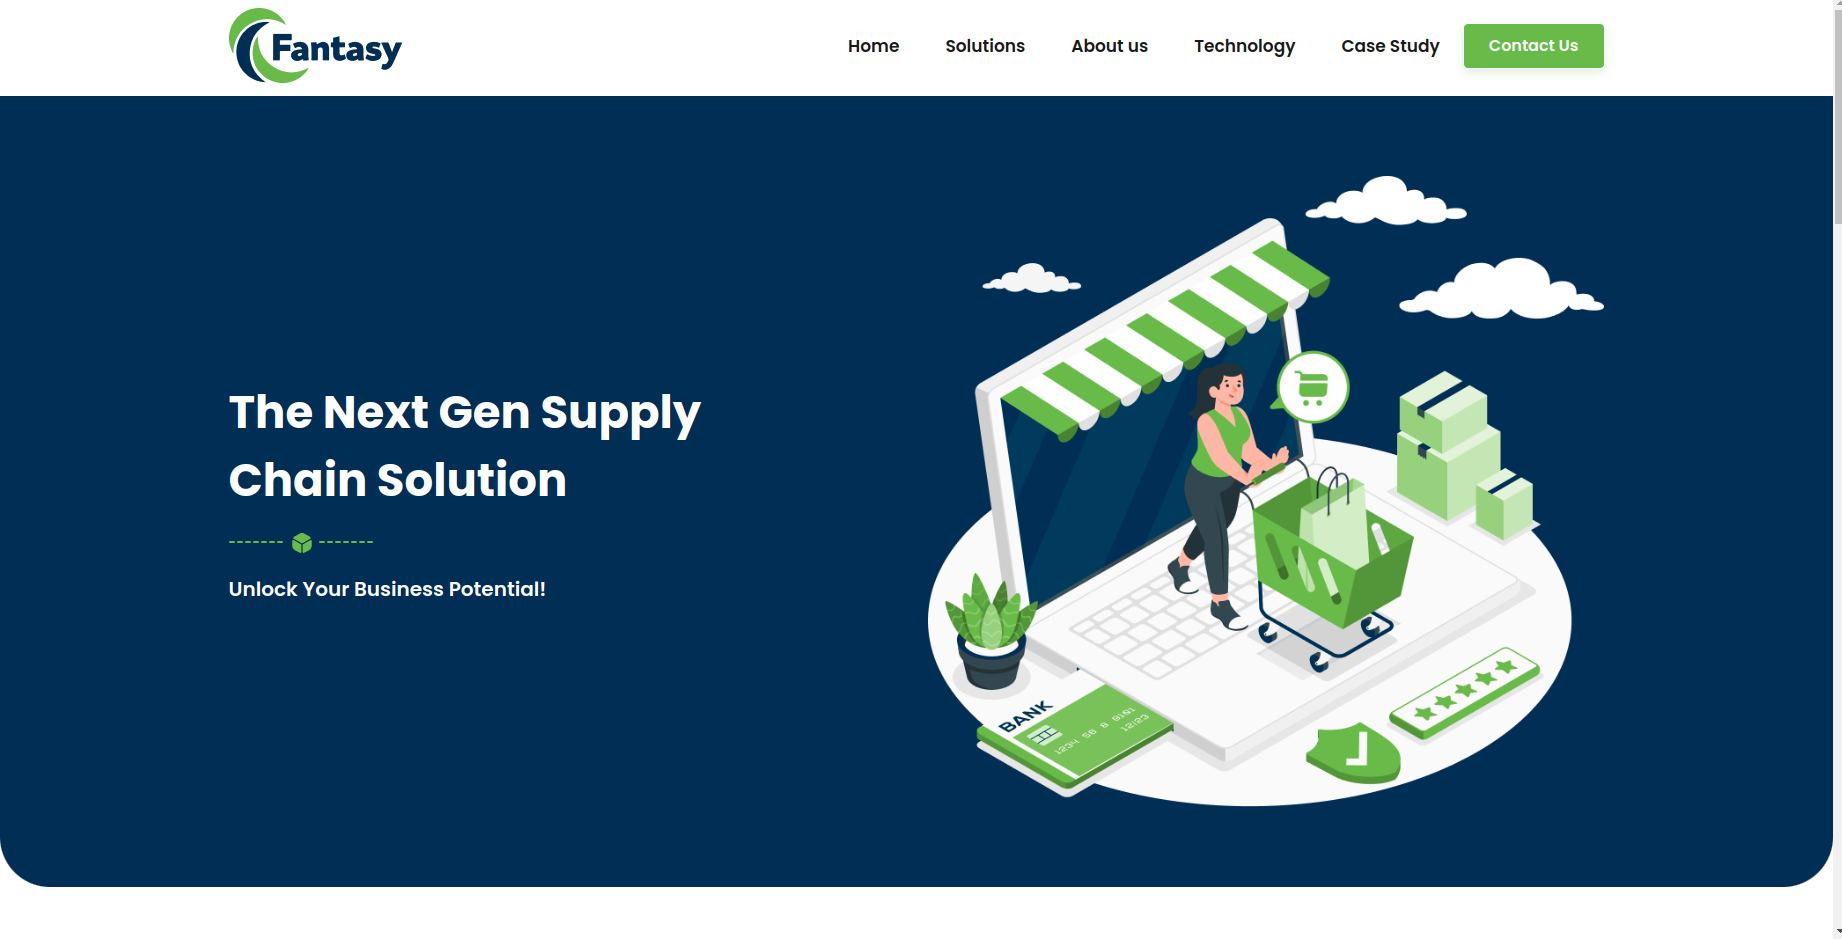 Fantasy
Home Solutions About us Technology Case Study Contact Us
The Next Gen Supply
Chain Solution
Unlock Your Business Potential!
BANK
1234 56 8 9101
12/23